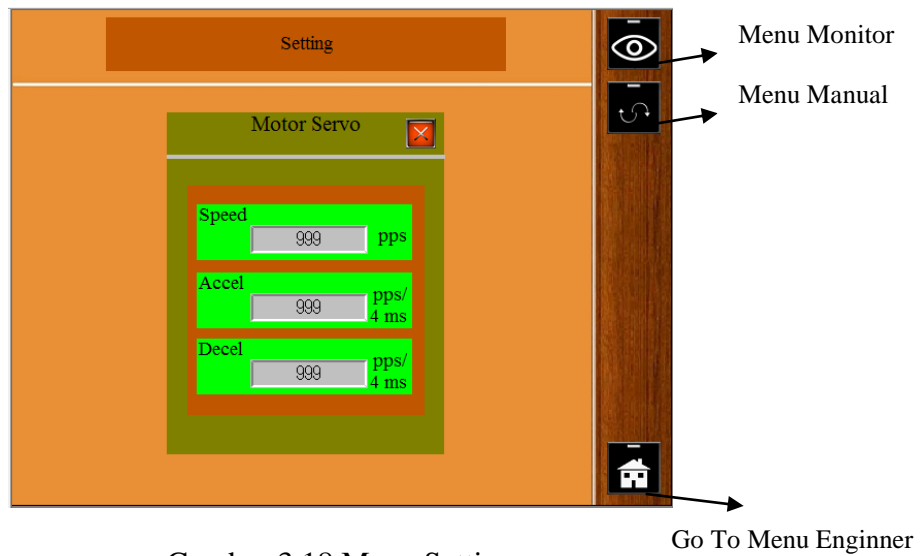 Setting
Menu Monitor
Menu Manual
Motor Servo
Speed
999 pps
Accel
999 pps/
4 ms
Decel
999 pps/
4 ms
Go To Menu Enginner